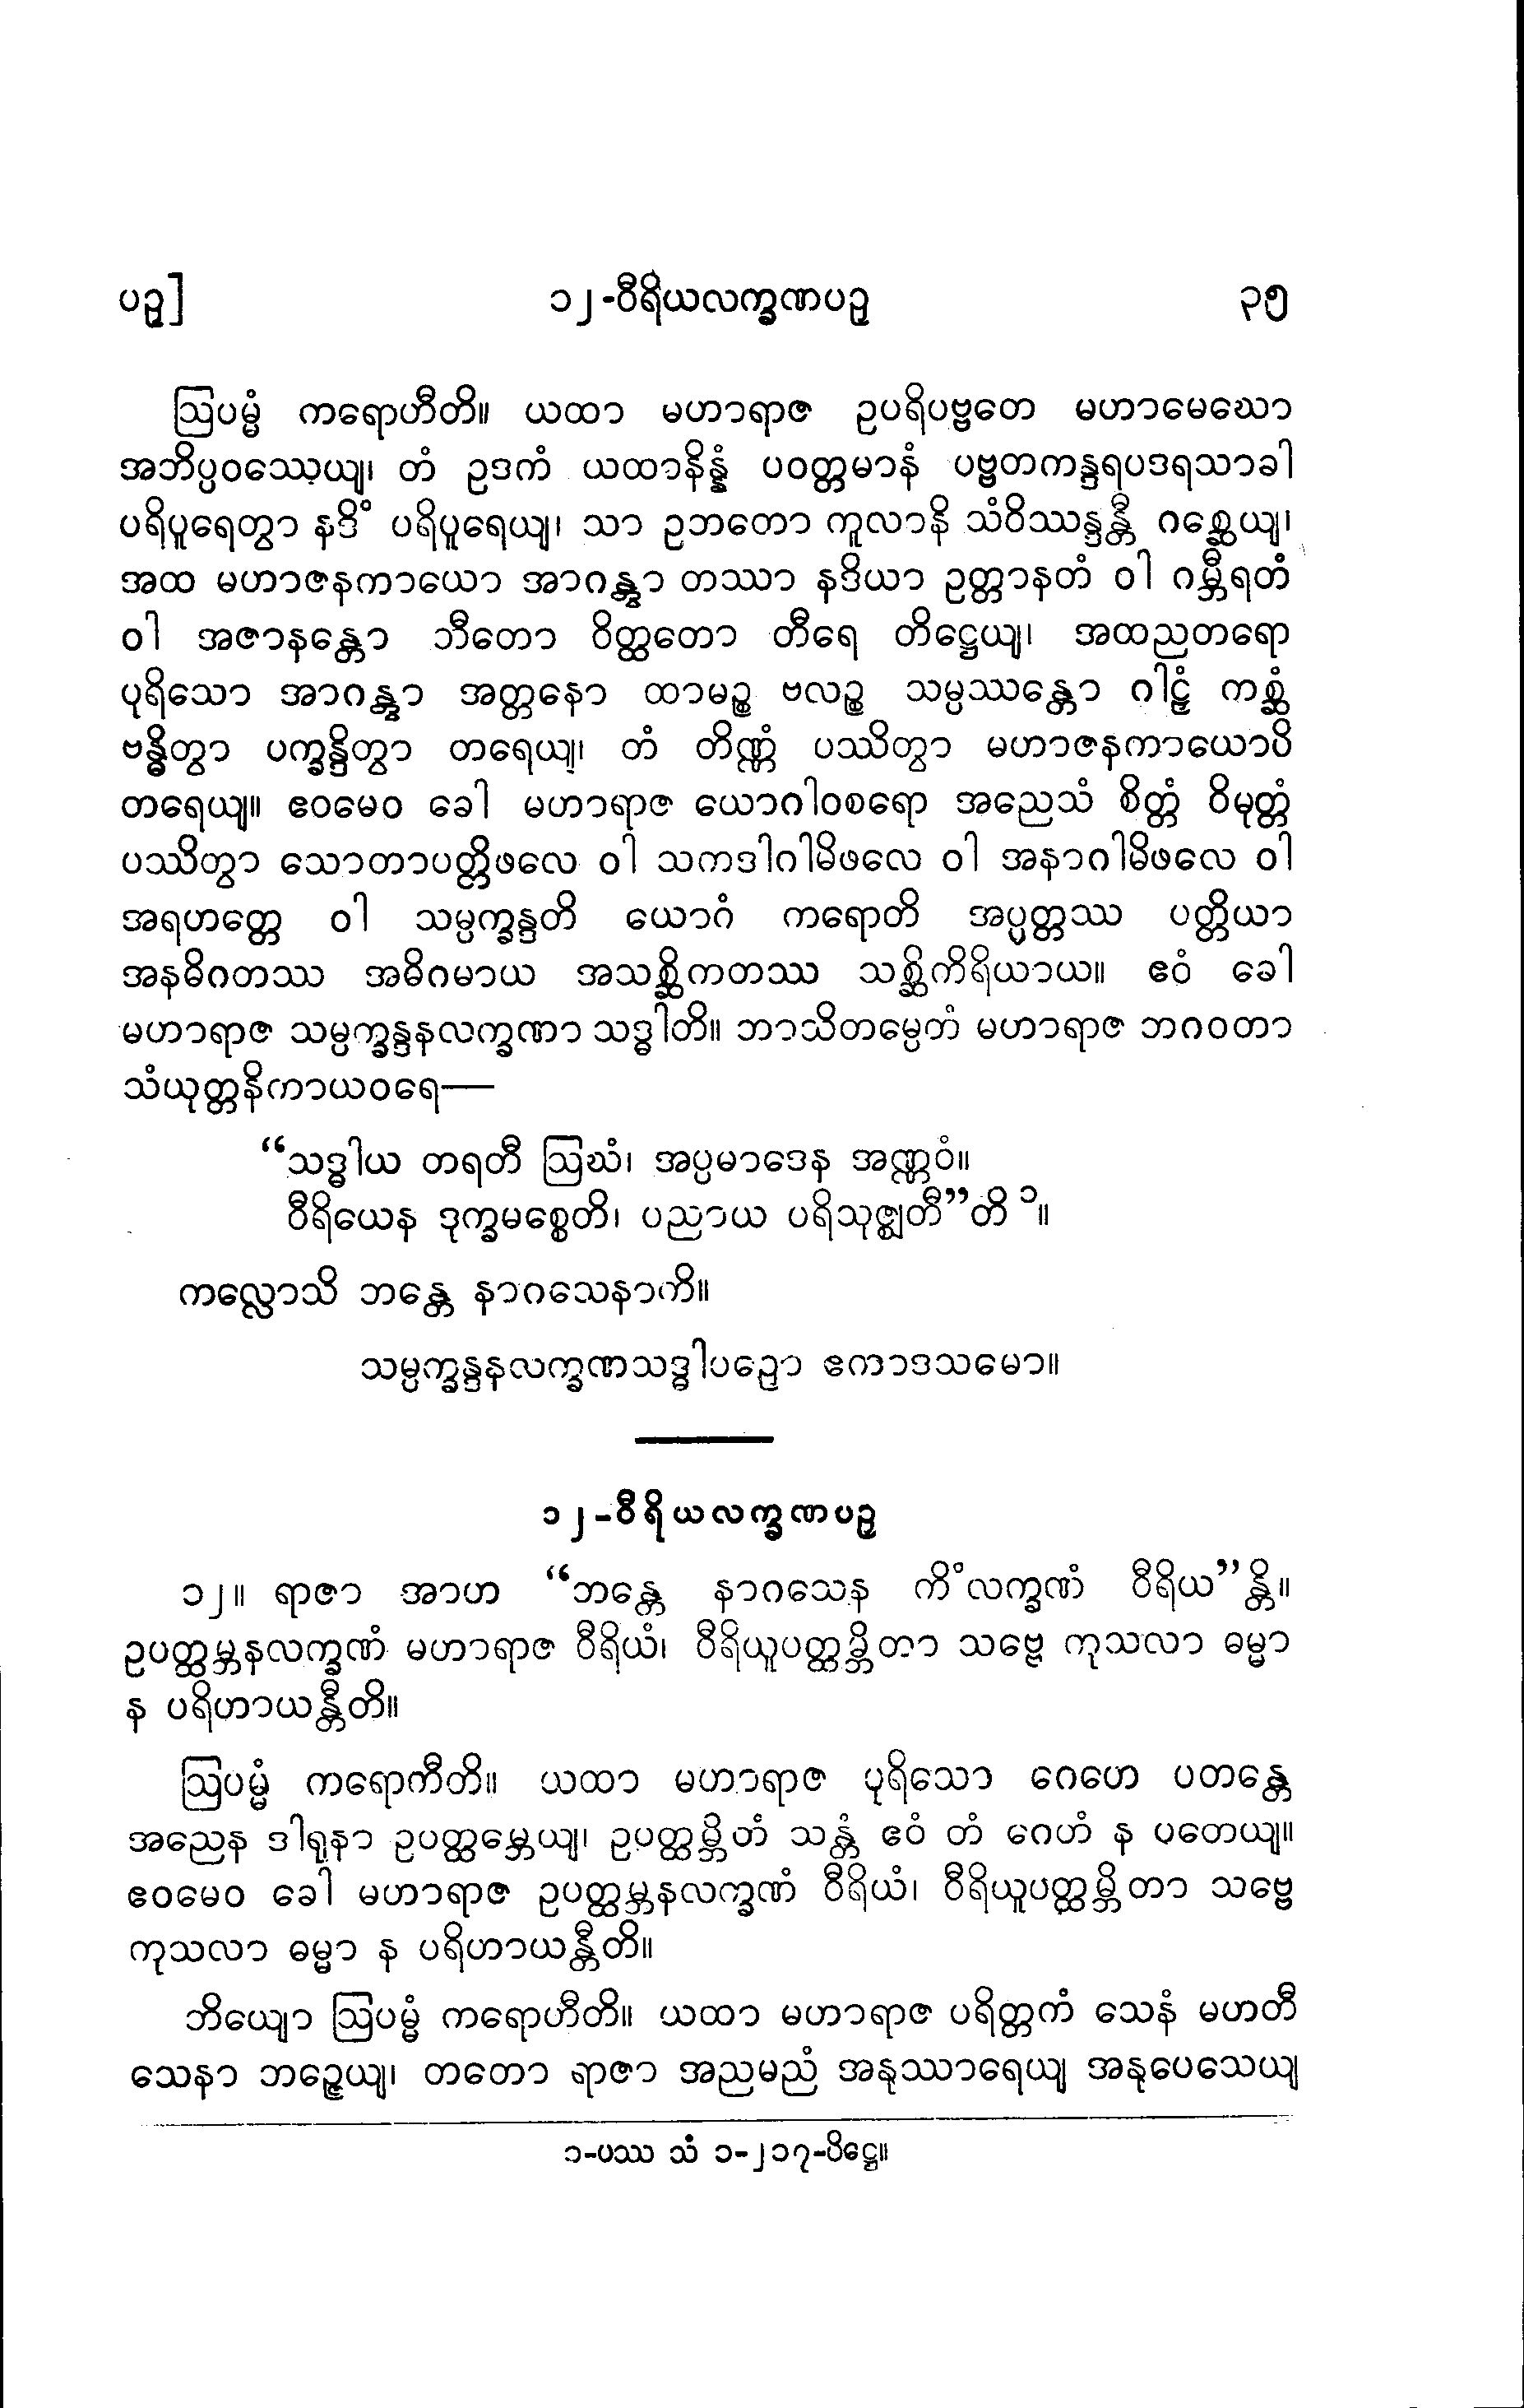 ပဥှ]
၁၂-ဝီရိယလက္ခဏပဥှ
၃၅
ဩပမ္မံ ကရောဟီတိ။ ယထာ မဟာရာဇ ဥပရိပဗ္ဗတေ မဟာမေဃော
အဘိပ္ပဝဿေယျ၊ တံ ဥဒကံ ယထာနိန္နံ ပဝတ္တမာနံ ပဗ္ဗတကန္ဒရပဒရသာခါ
ပရိပူရေတွာ နဒိံ ပရိပူရေယျ၊ သာ ဥဘတော ကူလာနိ သံဝိဿန္ဒန္တီ ဂစ္ဆေယျ၊
အထ မဟာဇနကာယော အာဂန္တွာ တဿာ နဒိယာ ဥတ္တာနတံ ဝါ ဂမ္ဘီရတံ
ဝါ အဇာနန္တော ဘီတော ဝိတ္ထတော တီရေ တိဋ္ဌေယျ၊ အထညတရော
ပုရိသော အာဂန္တွာ အတ္တနော ထာမဉ္စ ဗလဉ္စ သမ္ပဿန္တော ဂါဠှံ ကစ္ဆံ
ဗန္ဓိတွာ ပက္ခန္ဒိတွာ တရေယျ၊ တံ တိဏ္ဏံ ပဿိတွာ မဟာဇနကာယောပိ
တရေယျ။ ဧဝမေဝ ခေါ မဟာရာဇ ယောဂါဝစရော အညေသံ စိတ္တံ ဝိမုတ္တံ
ပဿိတွာ သောတာပတ္တိဖလေ ဝါ သကဒါဂါမိဖလေ ဝါ အနာဂါမိဖလေ ဝါ
အရဟတ္တေ ဝါ သမ္ပက္ခန္ဒတိ ယောဂံ ကရောတိ အပ္ပတ္တဿ ပတ္တိယာ
အနဓိဂတဿ အဓိဂမာယ အသစ္ဆိကတဿ သစ္ဆိကိရိယာယ။ ဧဝံ ခေါ
မဟာရာဇ သမ္ပက္ခန္ဒနလက္ခဏာ သဒ္ဓါတိ။ ဘာသိတမ္ပေတံ မဟာရာဇ ဘဂဝတာ
သံယုတ္တနိကာယဝရေ—
“သဒ္ဓါယ တရတီ ဩဃံ၊ အပ္ပမာဒေန အဏ္ဏဝံ။
ဝီရိယေန ဒုက္ခမစ္စေတိ၊ ပညာယ ပရိသုဇ္ဈတီ”တိ ၁။
ကလ္လောသိ ဘန္တေ နာဂသေနာကိ။
သမ္ပက္ခန္ဒနလက္ခဏသဒ္ဓါပဉှော ဧကာဒသမော။
၁၂-ဝီရိယလက္ခဏပဥှ
၁၂။ ရာဇာ အာဟ “ဘန္တေ နာဂသေန ကိံလက္ခဏံ ဝီရိယ”န္တိ။
ဥပတ္ထမ္ဘနလက္ခဏံ မဟာရာဇ ဝီရိယံ၊ ဝီရိယူပတ္ထမ္ဘိတာ သဗ္ဗေ ကုသလာ ဓမ္မာ
န ပရိဟာယန္တီတိ။
ဩပမ္မံ ကရောကီတိ။ ယထာ မဟာရာဇ ပုရိသော ဂေဟေ ပတန္တေ
အညေန ဒါရုနာ ဥပတ္ထမ္ဘေယျ၊ ဥပတ္ထမ္ဘိတံ သန္တံ ဧဝံ တံ ဂေဟံ န ပတေယျ။
ဧဝမေဝ ခေါ မဟာရာဇ ဥပတ္ထမ္ဘနလက္ခဏံ ဝီရိယံ၊ ဝီရိယူပတ္ထမ္ဘိတာ သဗ္ဗေ
ကုသလာ ဓမ္မာ န ပရိဟာယန္တီတိ။
ဘိယျော ဩပမ္မံ ကရောဟီတိ။ ယထာ မဟာရာဇ ပရိတ္တကံ သေနံ မဟတီ
သေနာ ဘဉ္ဇေယျ၊ တတော ရာဇာ အညမညံ အနုဿာရေယျ အနုပေသေယျ
၁-ပဿ သံ ၁-၂၁၇-ပိဋ္ဌေ။